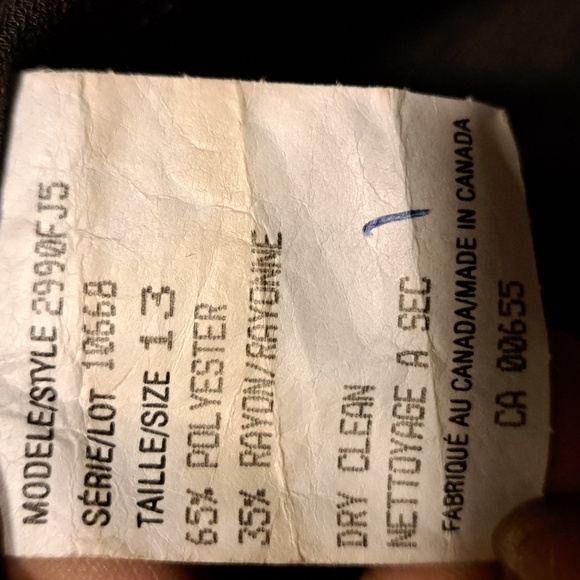 MODELE/STYLE 2990FJ5
SÉRIE/LOT 10668
TAILLE/SIZE 13
65% POLYESTER
35% RAYON/RAYONNE
DRY CLEAN
NETTOYAGE A SEC
FABRIQUÉ AU CANADA/MADE IN CANADA
CA 00655